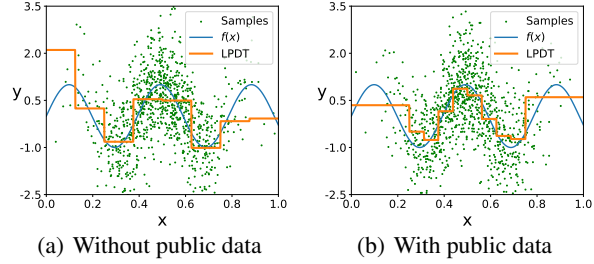 3.5
2.0
0.5
-1.0
-2.5
y
Samples
f(x)
LPDT
0.0 0.2 0.4 0.6 0.8 1.0
x
(a) Without public data
3.5
2.0
0.5
-1.0
-2.5
y
Samples
f(x)
LPDT
0.0 0.2 0.4 0.6 0.8 1.0
x
(b) With public data